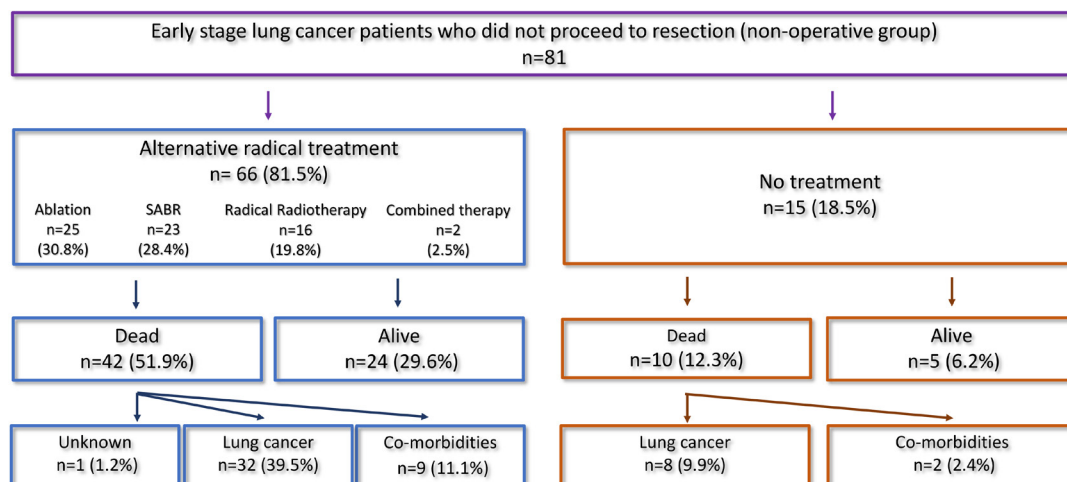 Early stage lung cancer patients who did not proceed to resection (non-operative group)
n=81
Alternative radical treatment
n= 66 (81.5%)
Ablation
n=25
(30.8%)
SABR
n=23
(28.4%)
Radical Radiotherapy
n=16
(19.8%)
Combined therapy
n=2
(2.5%)
No treatment
n=15 (18.5%)
Dead
n=42 (51.9%)
Alive
n=24 (29.6%)
Dead
n=10 (12.3%)
Alive
n=5 (6.2%)
Unknown
n=1 (1.2%)
Lung cancer
n=32 (39.5%)
Co-morbidities
n=9 (11.1%)
Lung cancer
n=8 (9.9%)
Co-morbidities
n=2 (2.4%)